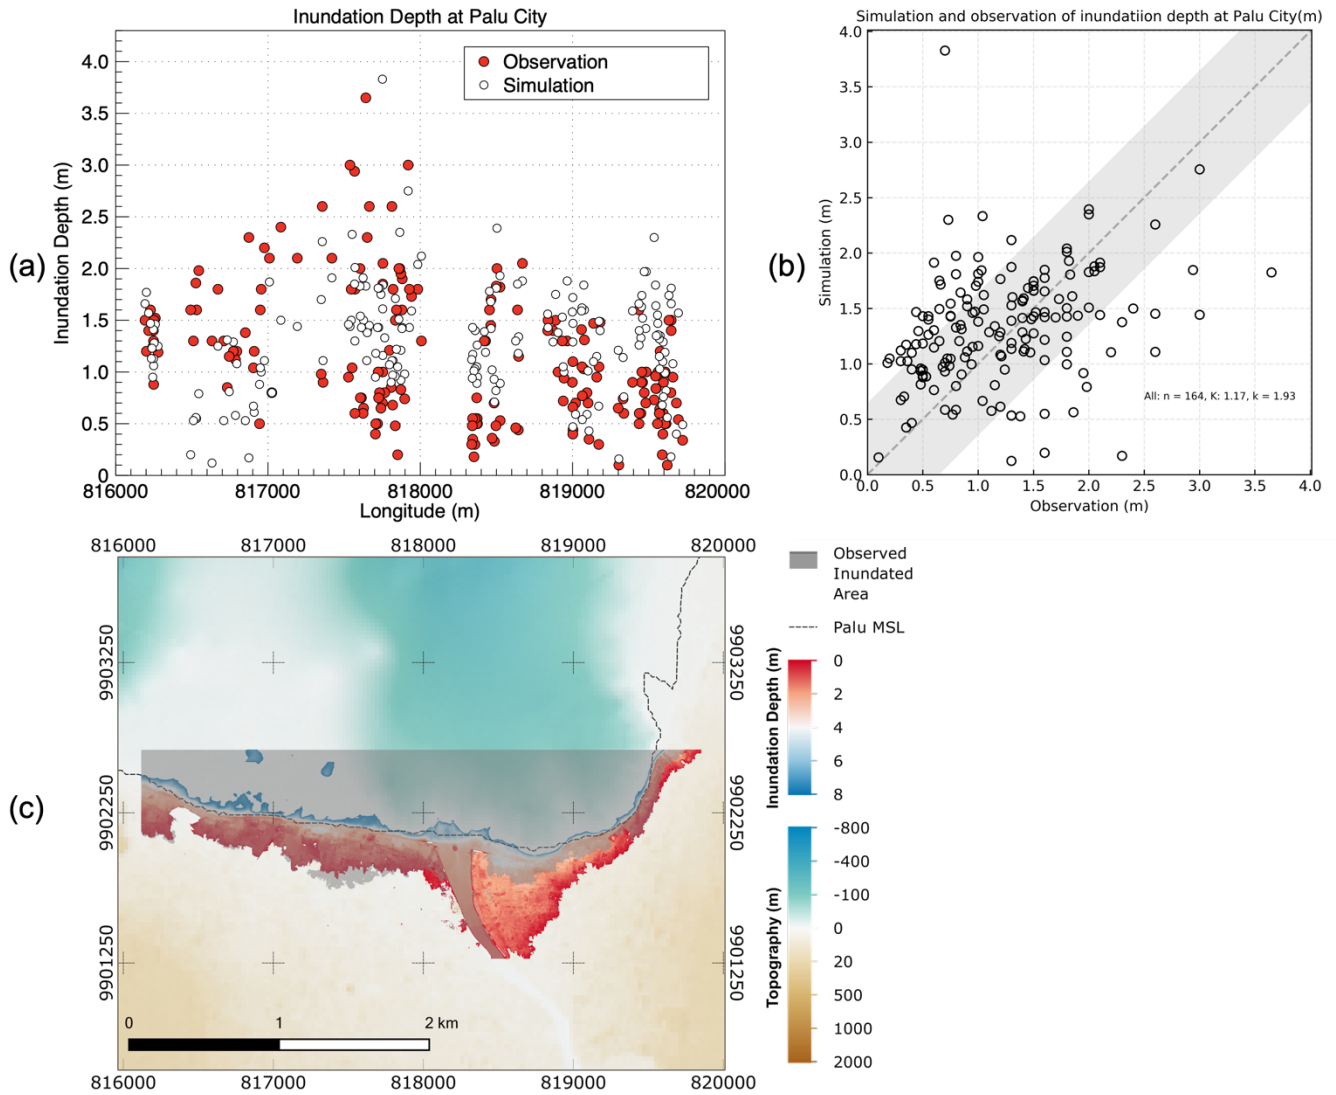 Inundation Depth at Palu City
4.0
3.5
3.0
2.5
2.0
1.5
1.0
0.5
0
Inundation Depth (m)
Observation
Simulation
816000 817000 818000 819000 820000
Longitude (m)
(a)
Simulation and observation of inundatiion depth at Palu City(m)
4.0
3.5
3.0
2.5
2.0
1.5
1.0
0.5
0.0
Simulation (m)
All: n = 164, K: 1.17, k = 1.93
0.0 0.5 1.0 1.5 2.0 2.5 3.0 3.5 4.0
Observation (m)
(b)
816000 817000 818000 819000 820000
9903250
9902250
9901250
9903250
9902250
9901250
(c)
0 1 2 km
816000 817000 818000 819000 820000
Observed
Inundated
Area
Palu MSL
Inundation Depth (m)
0
2
4
6
8
Topography (m)
-800
-400
-100
0
20
500
1000
2000